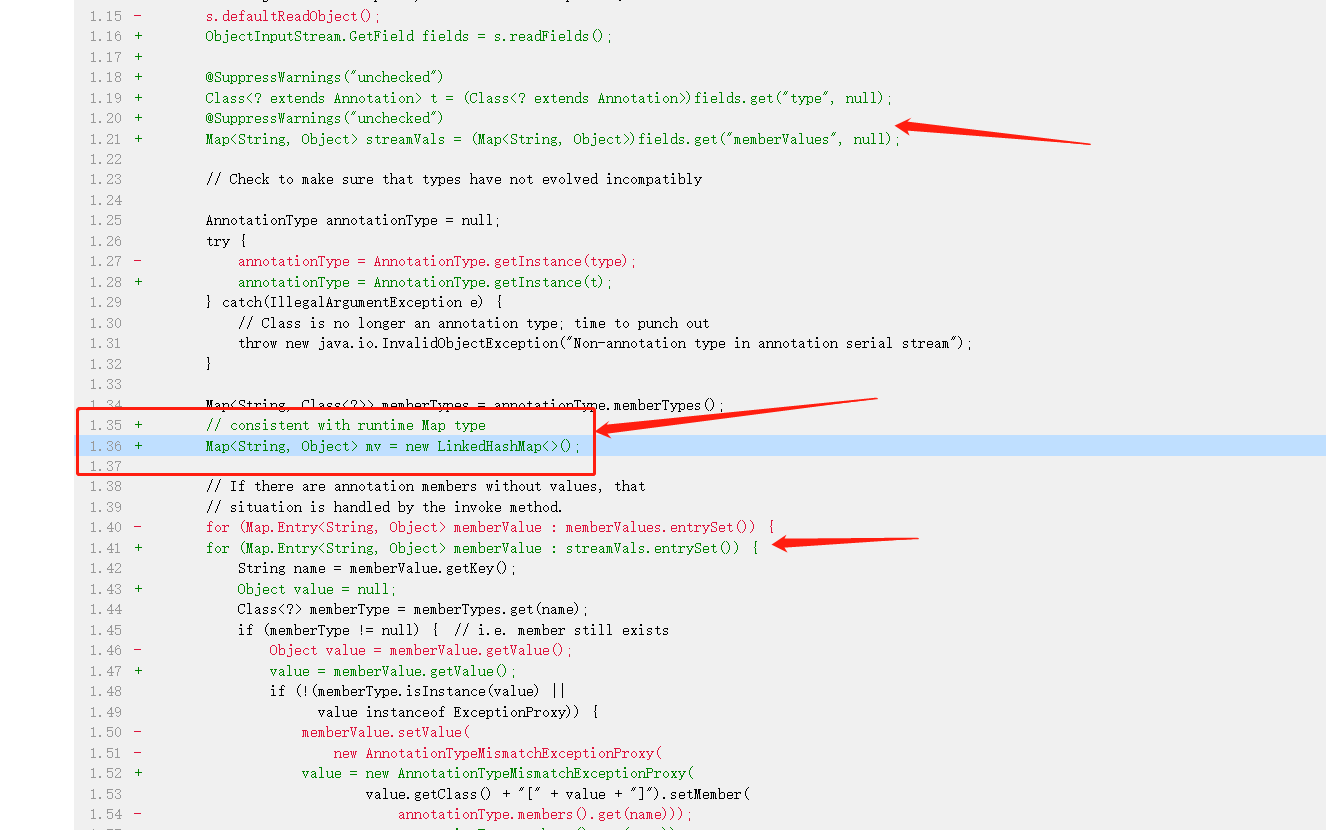 1.15 - s.defaultReadObject();
1.16 + ObjectInputStream.GetField fields = s.readFields();
1.17 +
1.18 + @SuppressWarnings("unchecked")
1.19 + Class<? extends Annotation> t = (Class<? extends Annotation>)fields.get("type", null);
1.20 + @SuppressWarnings("unchecked")
1.21 + Map<String, Object> streamVals = (Map<String, Object>)fields.get("memberValues", null);
1.22
1.23 // Check to make sure that types have not evolved incompatibly
1.24
1.25 AnnotationType annotationType = null;
1.26 try {
1.27 - annotationType = AnnotationType.getInstance(type);
1.28 + annotationType = AnnotationType.getInstance(t);
1.29 } catch(IllegalArgumentException e) {
1.30 // Class is no longer an annotation type; time to punch out
1.31 throw new java.io.InvalidObjectException("Non-annotation type in annotation serial stream");
1.32 }
1.33
1.34 Map<String, Class<?>> memberTypes = annotationType.memberTypes();
1.35 + // consistent with runtime Map type
1.36 + Map<String, Object> mv = new LinkedHashMap<>();
1.37
1.38 // If there are annotation members without values, that
1.39 // situation is handled by the invoke method.
1.40 - for (Map.Entry<String, Object> memberValue : memberValues.entrySet()) {
1.41 + for (Map.Entry<String, Object> memberValue : streamVals.entrySet()) {
1.42 String name = memberValue.getKey();
1.43 + Object value = null;
1.44 Class<?> memberType = memberTypes.get(name);
1.45 if (memberType != null) { // i.e. member still exists
1.46 - Object value = memberValue.getValue();
1.47 + value = memberValue.getValue();
1.48 if (!(memberType.isInstance(value) ||
1.49 value instanceof ExceptionProxy)) {
1.50 - memberValue.setValue(
1.51 - new AnnotationTypeMismatchExceptionProxy(
1.52 + value = new AnnotationTypeMismatchExceptionProxy(
1.53 value.getClass() + "[" + value + "]").setMember(
1.54 - annotationType.members().get(name)));